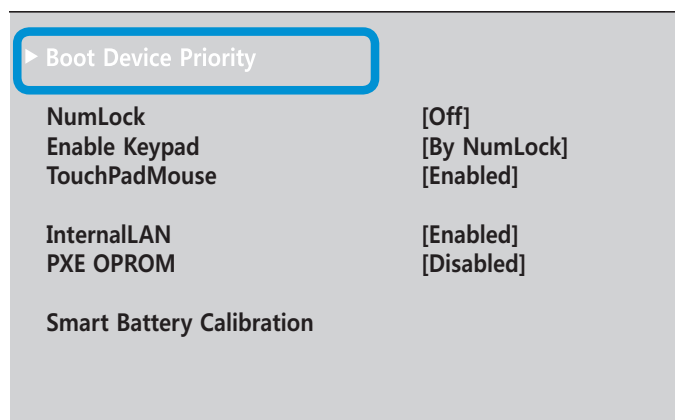 Boot Device Priority
NumLock [Off]
Enable Keypad [By NumLock]
TouchPadMouse [Enabled]
InternalLAN [Enabled]
PXE OPROM [Disabled]
Smart Battery Calibration